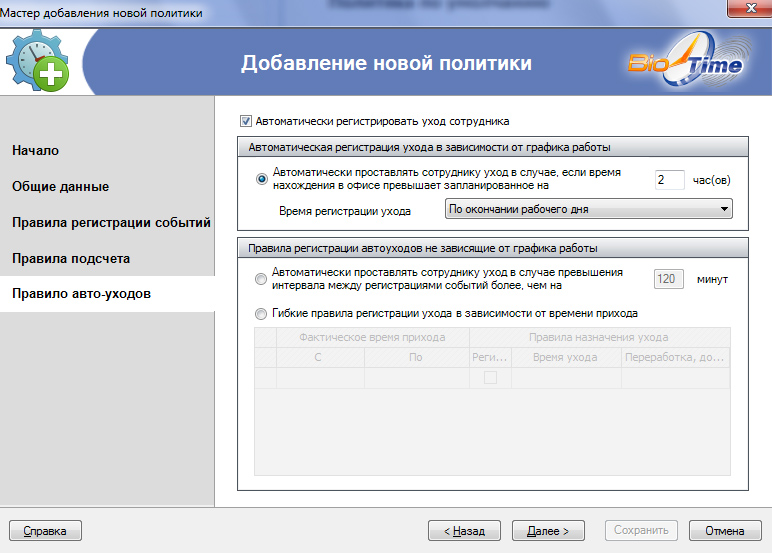 Мастер добавления новой политики
Политика по умолчанию
Добавление новой политики
BioTime
Начало
Общие данные
Правила регистрации событий
Правила подсчета
Правило авто-уходов
Автоматически регистрировать уход сотрудника
Автоматическая регистрация ухода в зависимости от графика работы
Автоматически проставлять сотруднику уход в случае, если время
нахождения в офисе превышает запланированное на
2 час(ов)
Время регистрации ухода По окончании рабочего дня
Правила регистрации автоуходов не зависящие от графика работы
Автоматически проставлять сотруднику уход в случае превышения
интервала между регистрациями событий более, чем на
120 минут
Гибкие правила регистрации ухода в зависимости от времени прихода
Фактическое время прихода Правила назначения ухода
С По Реги... Время ухода Переработка, до...
Справка < Назад Далее > Сохранить Отмена